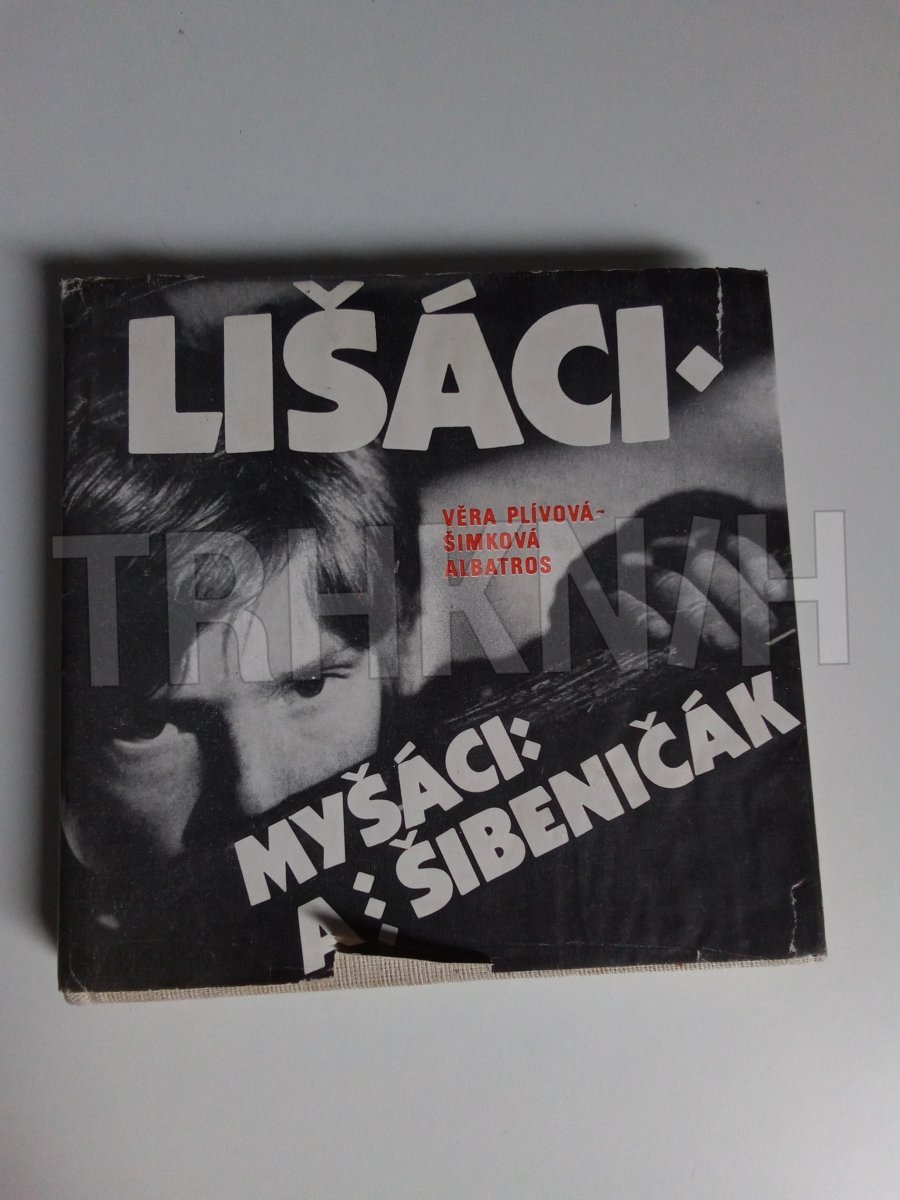 LIŠÁCI·
VĚRA PLÍVOVÁ-
ŠIMKOVÁ
ALBATROS
TRHKNIH
MYŠÁCI:
A: ŠIBENIČÁK